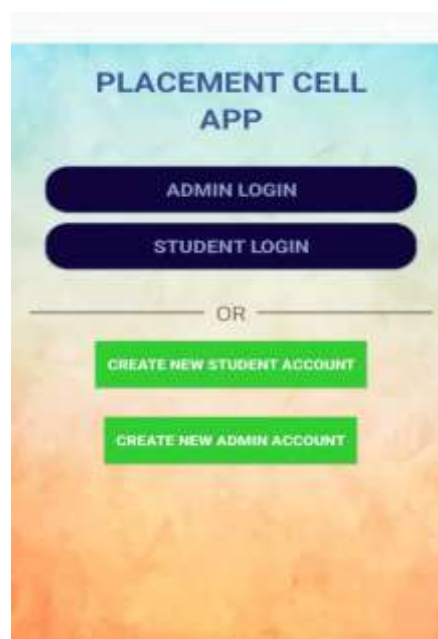 PLACEMENT CELL
APP
ADMIN LOGIN
STUDENT LOGIN
OR
CREATE NEW STUDENT ACCOUNT
CREATE NEW ADMIN ACCOUNT